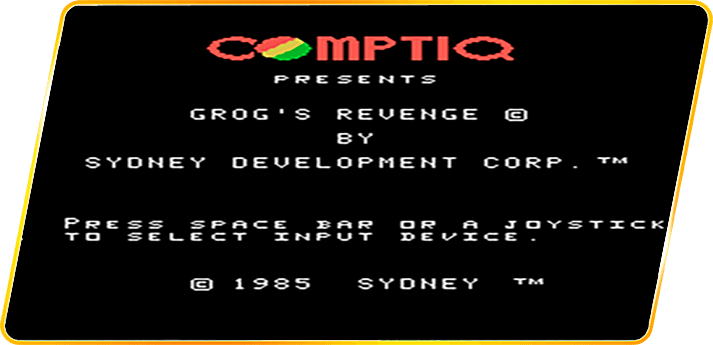 COMPTIQ
PRESENTS
GROG'S REVENGE ©
BY
SYDNEY DEVELOPMENT CORP.™
PRESS SPACE BAR OR A JOYSTICK
TO SELECT INPUT DEVICE.
© 1985 SYDNEY ™